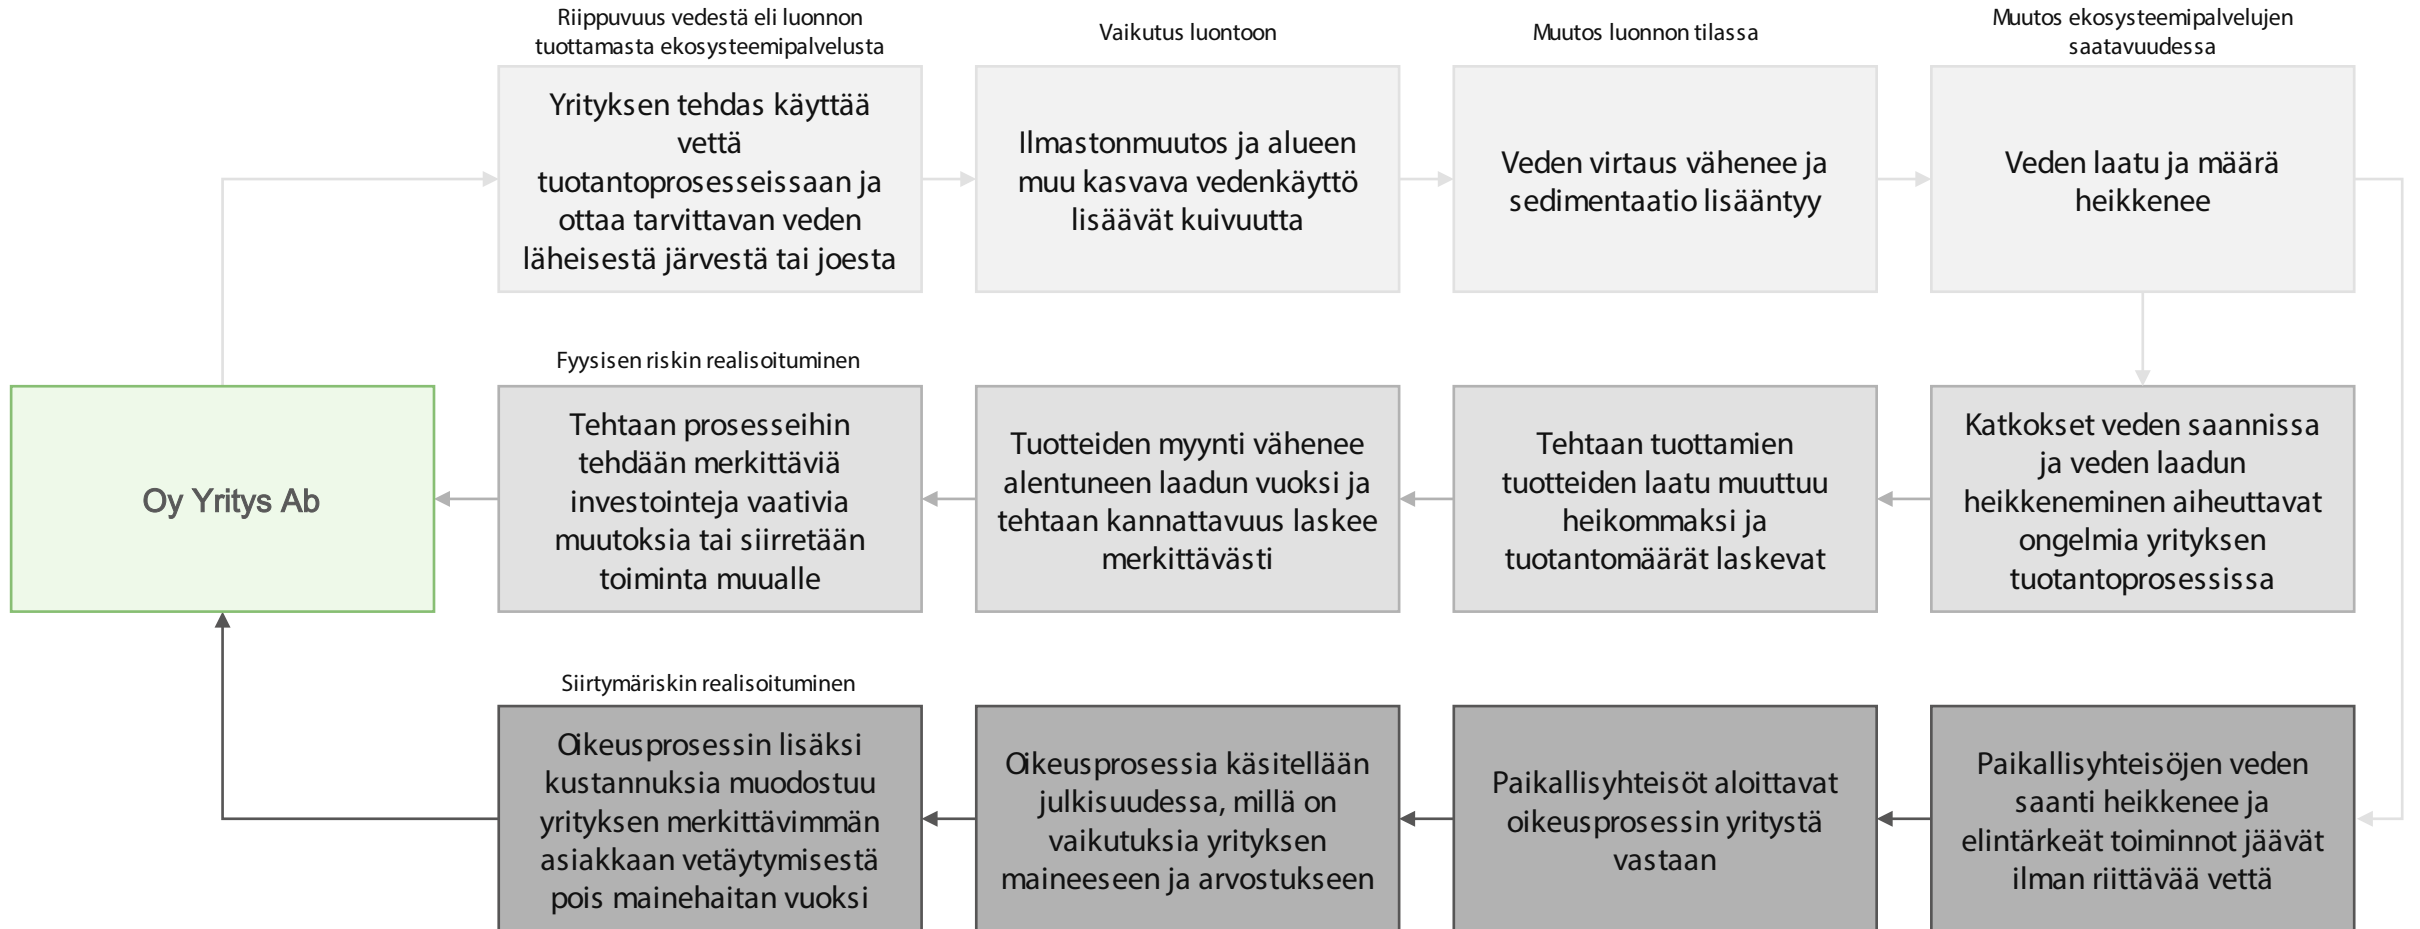 Riippuvuus vedestä eli luonnon
tuottamasta ekosysteemipalvelusta
Vaikutus luontoon
Muutos luonnon tilassa
Muutos ekosysteemipalvelujen
saatavuudessa
Yrityksen tehdas käyttää
vettä
tuotantoprosesseissaan ja
ottaa tarvittavan veden
läheisestä järvestä tai joesta
Ilmastonmuutos ja alueen
muu kasvava vedenkäyttö
lisäävät kuivuutta
Veden virtaus vähenee ja
sedimentaatio lisääntyy
Veden laatu ja määrä
heikkenee
Fyysisen riskin realisoituminen
Oy Yritys Ab
Tehtaan prosesseihin
tehdään merkittäviä
investointeja vaativia
muutoksia tai siirretään
toiminta muualle
Tuotteiden myynti vähenee
alentuneen laadun vuoksi ja
tehtaan kannattavuus laskee
merkittävästi
Tehtaan tuottamien
tuotteiden laatu muuttuu
heikommaksi ja
tuotantomäärät laskevat
Katkokset veden saannissa
ja veden laadun
heikkeneminen aiheuttavat
ongelmia yrityksen
tuotantoprosessissa
Siirtymäriskin realisoituminen
Oikeusprosessin lisäksi
kustannuksia muodostuu
yrityksen merkittävimmän
asiakkaan vetäytymisestä
pois mainehaitan vuoksi
Oikeusprosessia käsitellään
julkisuudessa, millä on
vaikutuksia yrityksen
maineeseen ja arvostukseen
Paikallisyhteisöt aloittavat
oikeusprosessin yritystä
vastaan
Paikallisyhteisöjen veden
saanti heikkenee ja
elintärkeät toiminnot jäävät
ilman riittävää vettä